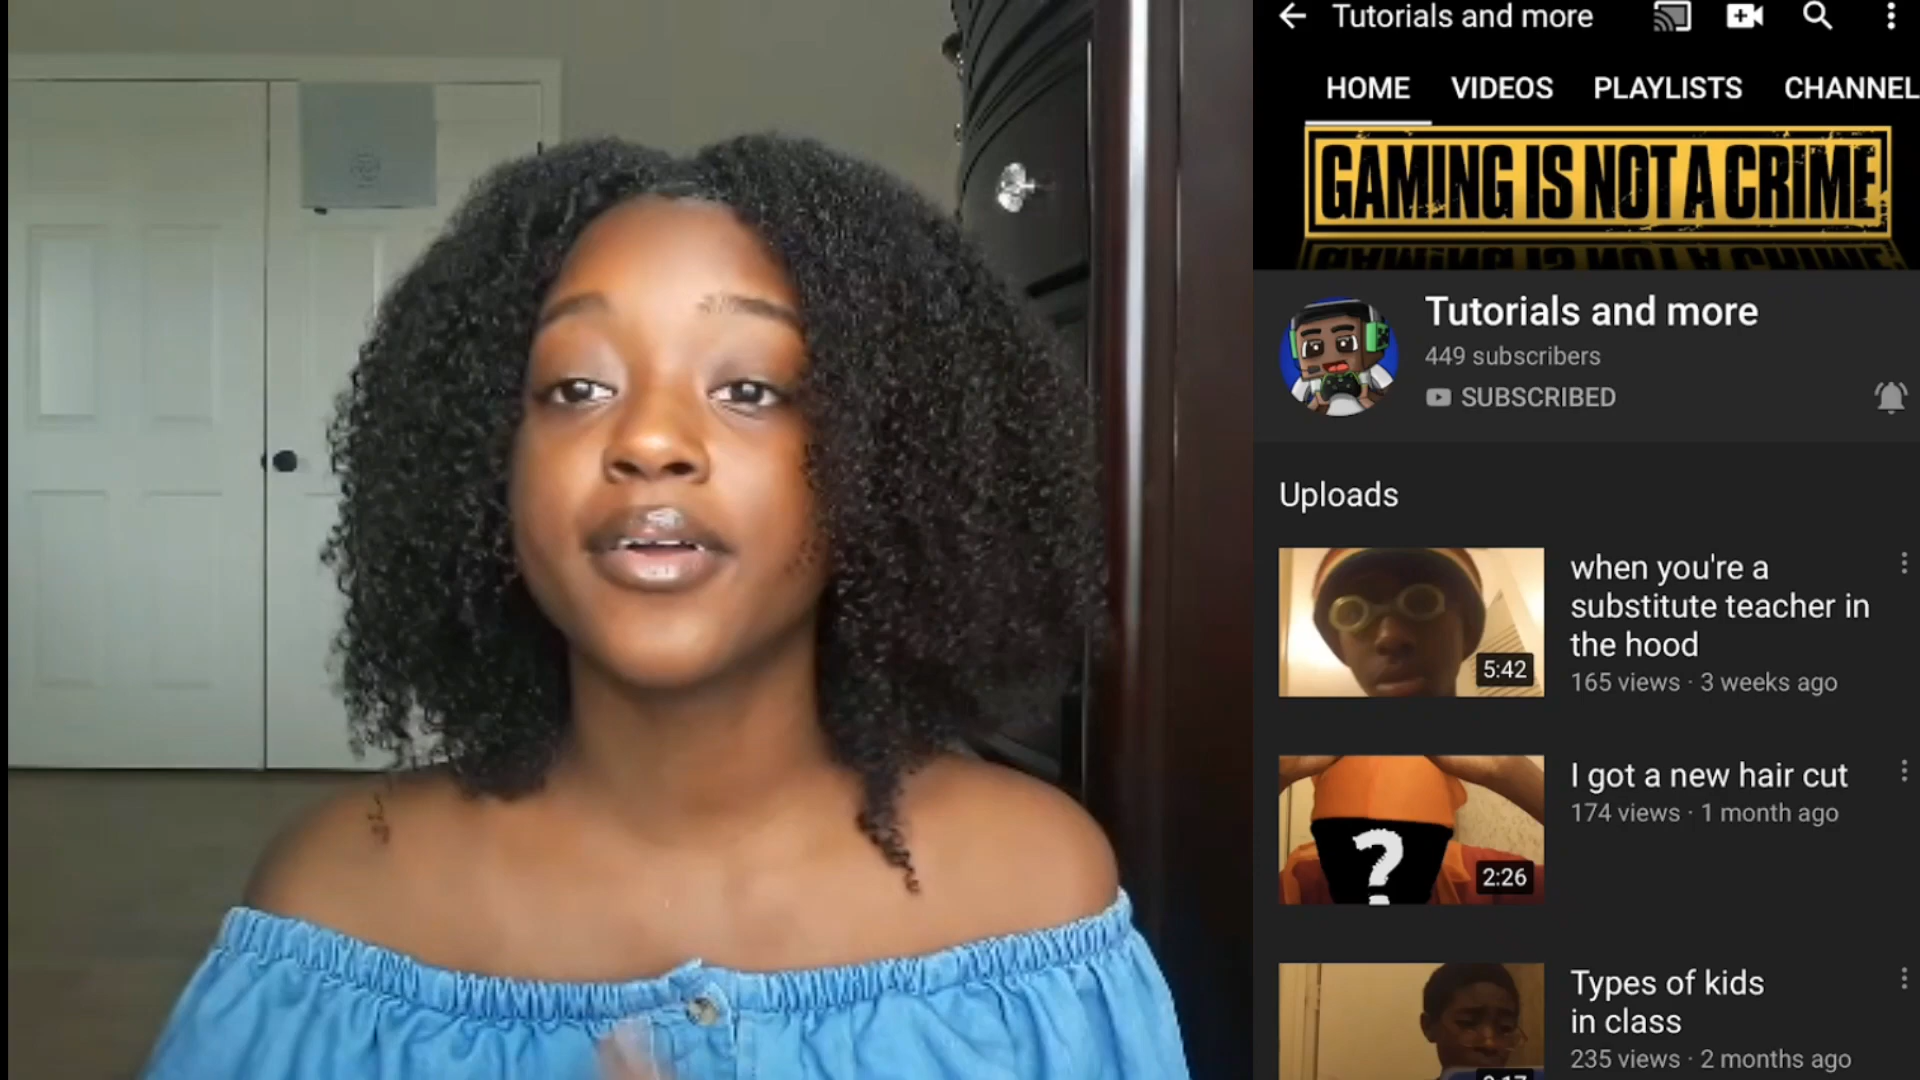 Tutorials and more
HOME VIDEOS PLAYLISTS CHANNEL
GAMING IS NOT A CRIME
Tutorials and more
449 subscribers
SUBSCRIBED
Uploads
when you're a
substitute teacher in
the hood
165 views · 3 weeks ago
5:42
I got a new hair cut
174 views · 1 month ago
?
2:26
Types of kids
in class
235 views · 2 months ago